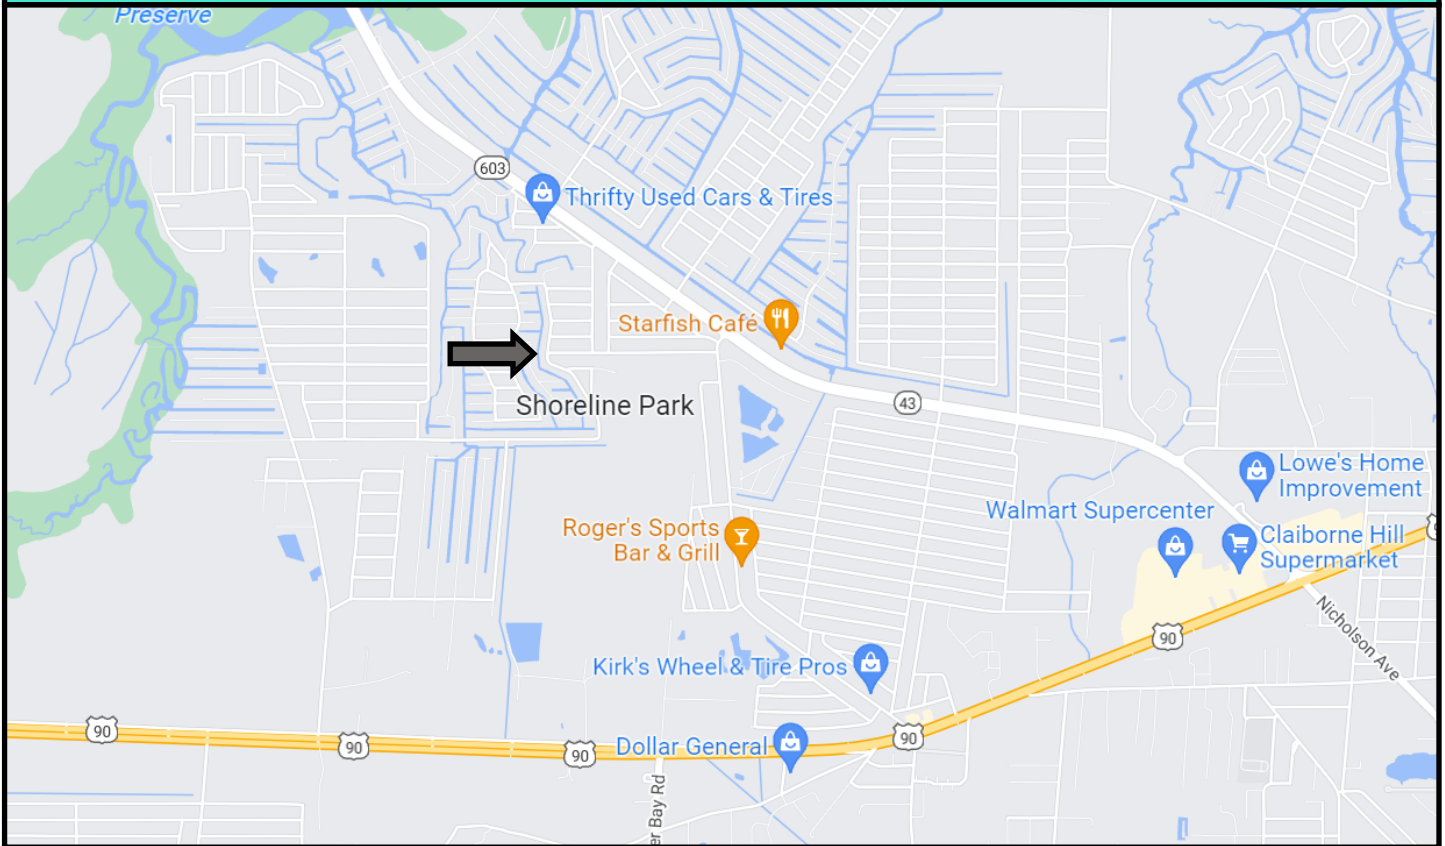 Preserve
603
Thrifty Used Cars & Tires
Starfish Café
43
Shoreline Park
Lowe's Home
Improvement
Walmart Supercenter
Roger's Sports
Bar & Grill
Claiborne Hill
Supermarket
Nicholson Ave
90
Kirk's Wheel & Tire Pros
90
90
90
Dollar General
90
er Bay Rd